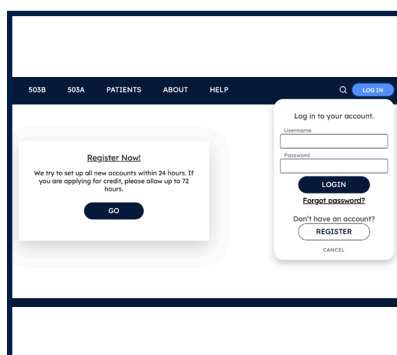 503B 503A PATIENTS ABOUT HELP LOG IN
Register Now!
We try to set up all new accounts within 24 hours. If
you are applying for credit, please allow up to 72
hours.
GO
Log in to your account.
Username
Password
LOGIN
Forgot password?
Don't have an account?
REGISTER
CANCEL